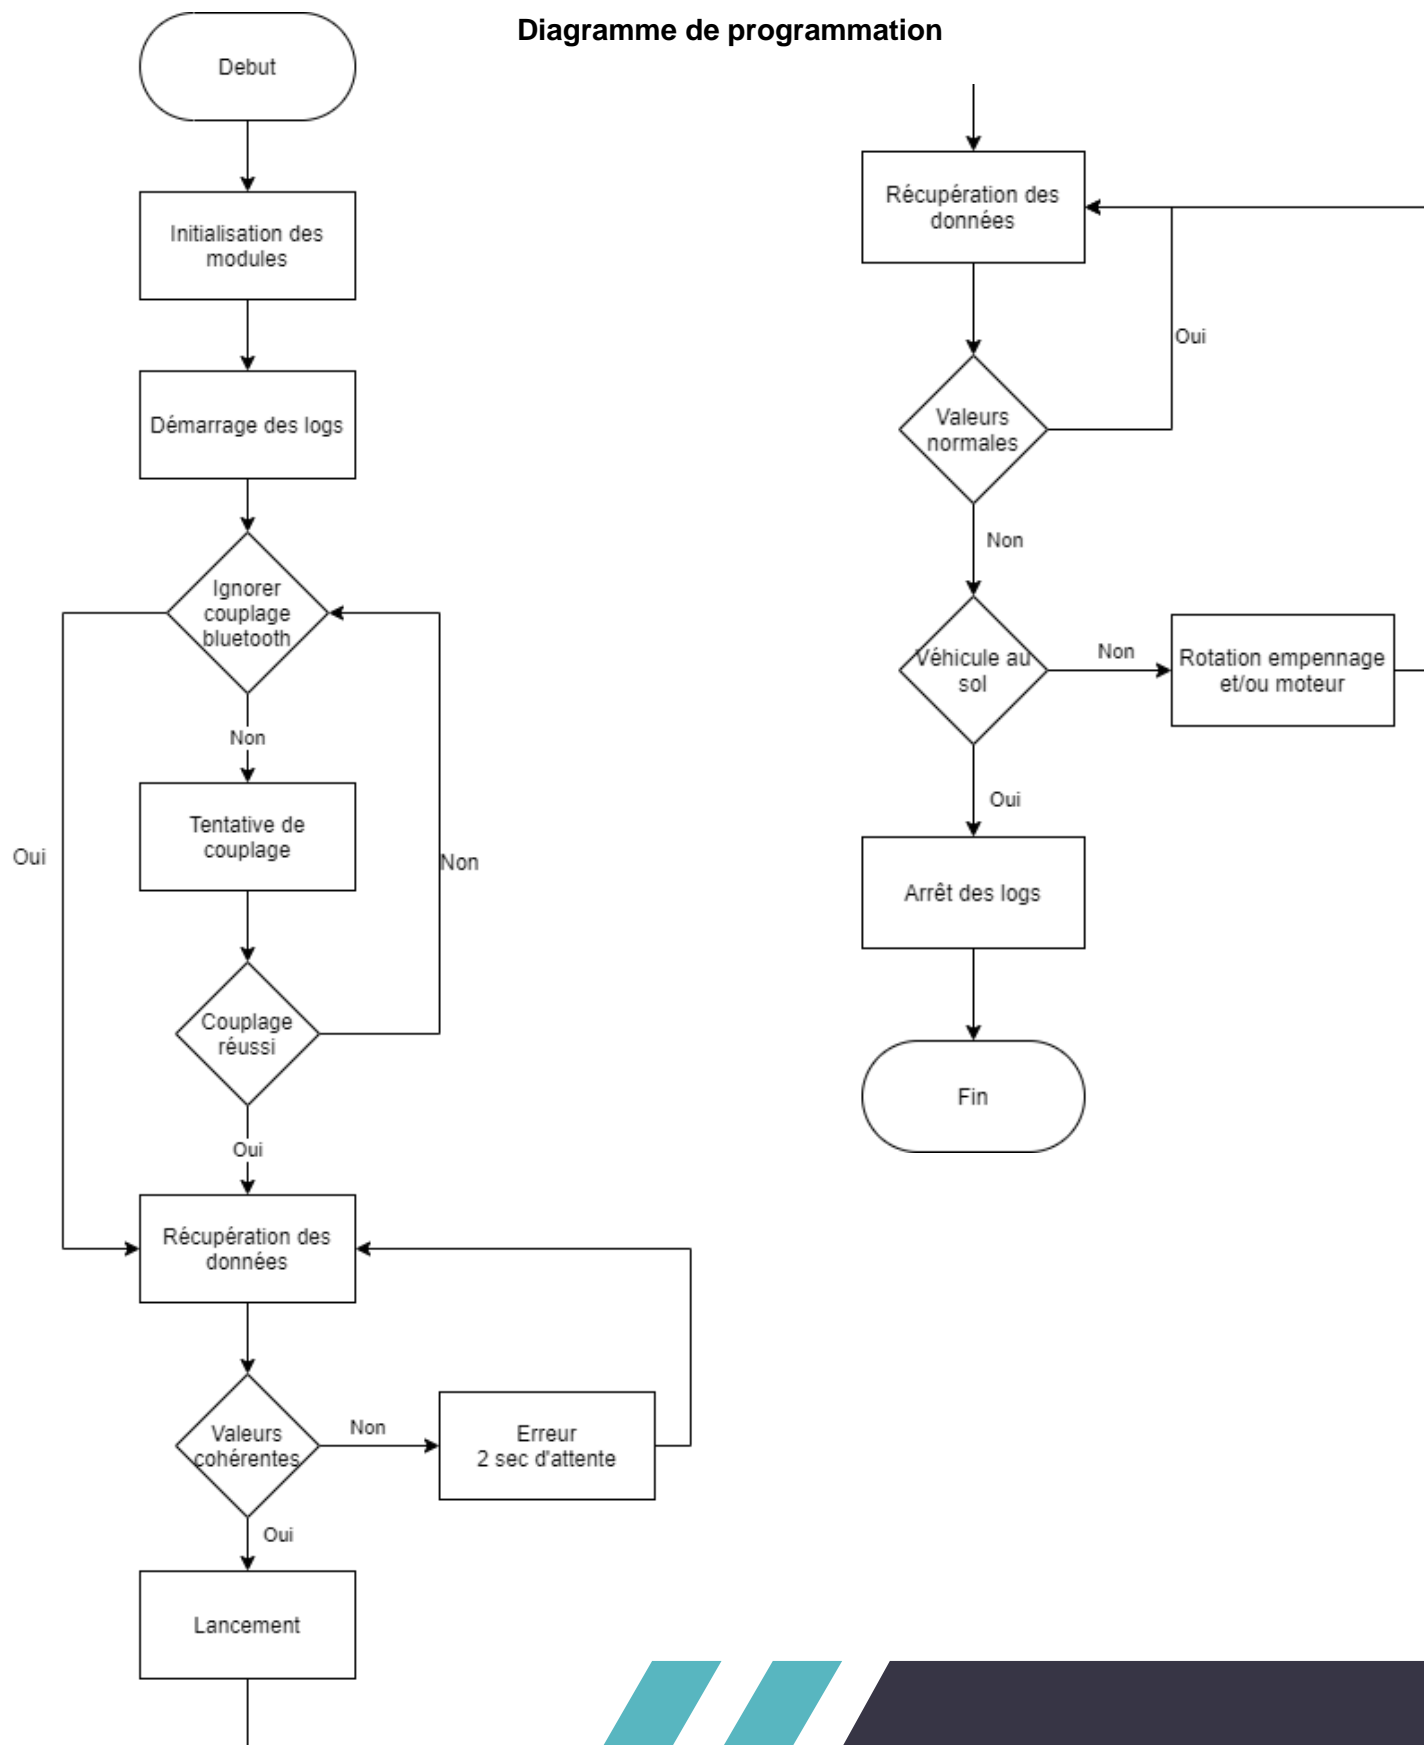 Diagramme de programmation
Debut
Initialisation des
modules
Démarrage des logs
Ignorer
couplage
bluetooth
Non
Tentative de
couplage
Oui
Non
Couplage
réussi
Oui
Récupération des
données
Valeurs
cohérentes
Non
Erreur
2 sec d'attente
Oui
Lancement
Récupération des
données
Oui
Valeurs
normales
Non
Véhicule au
sol
Non
Rotation empennage
et/ou moteur
Oui
Arrêt des logs
Fin